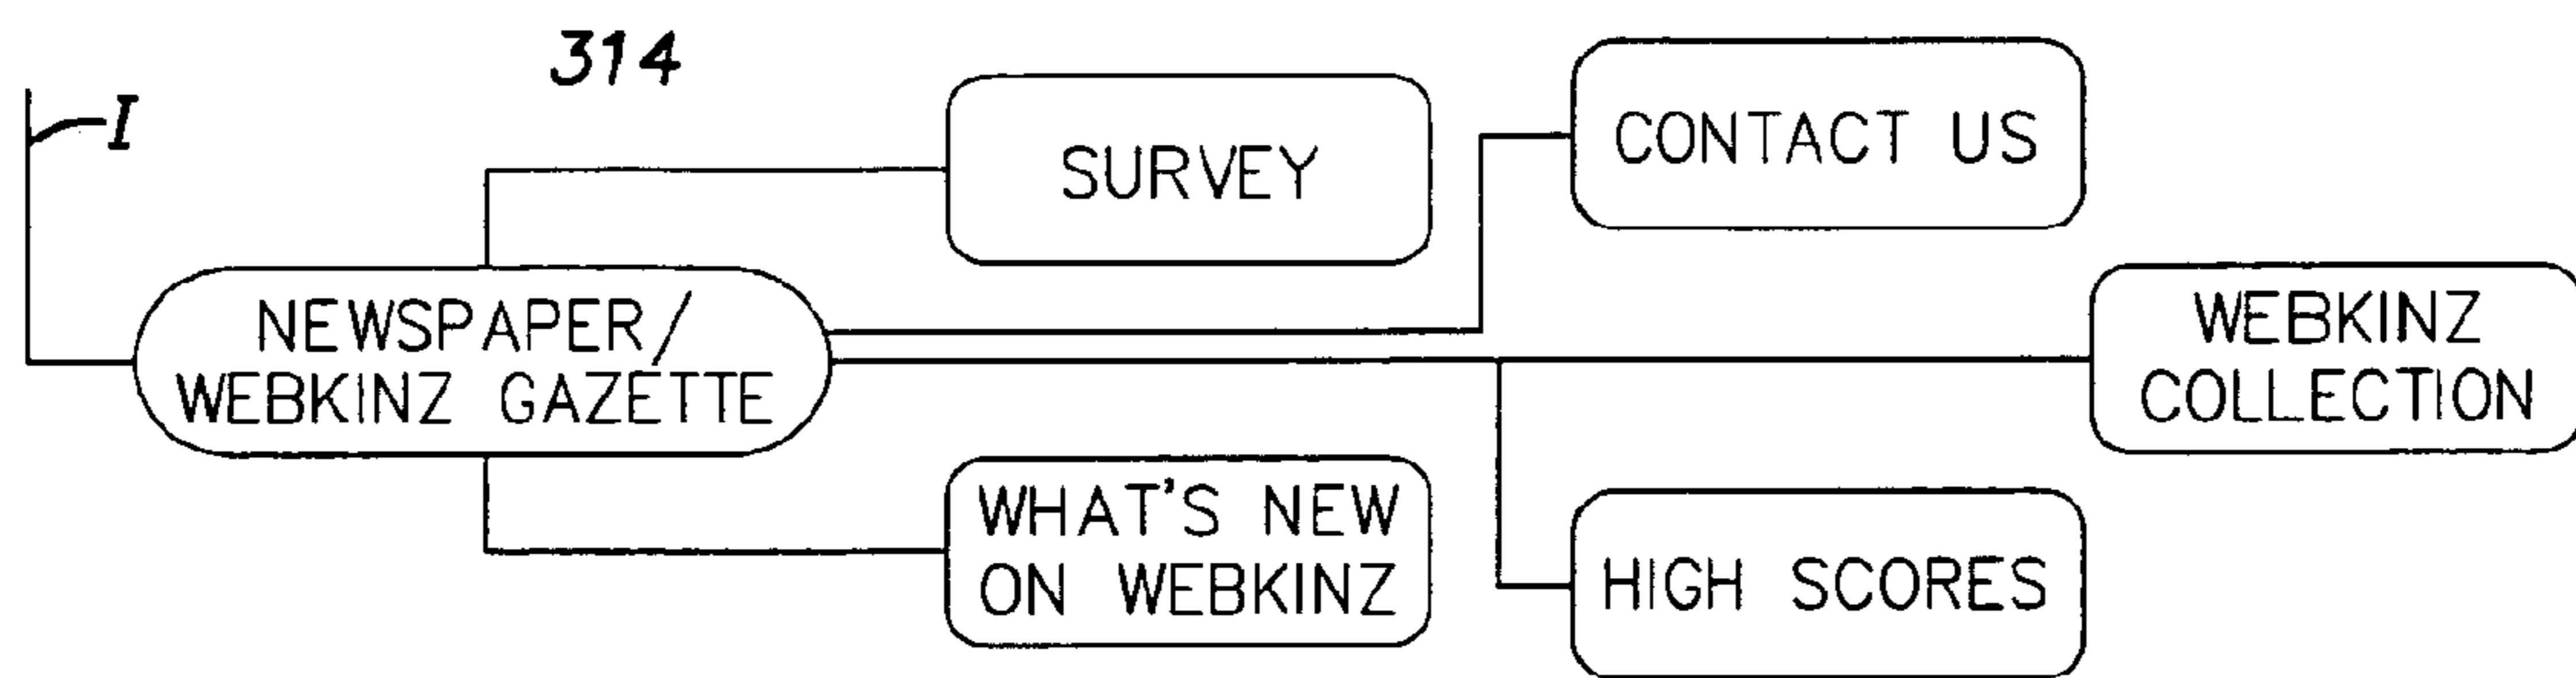 314
I
SURVEY
CONTACT US
NEWSPAPER/
WEBKINZ GAZETTE
WEBKINZ
COLLECTION
WHAT'S NEW
ON WEBKINZ
HIGH SCORES